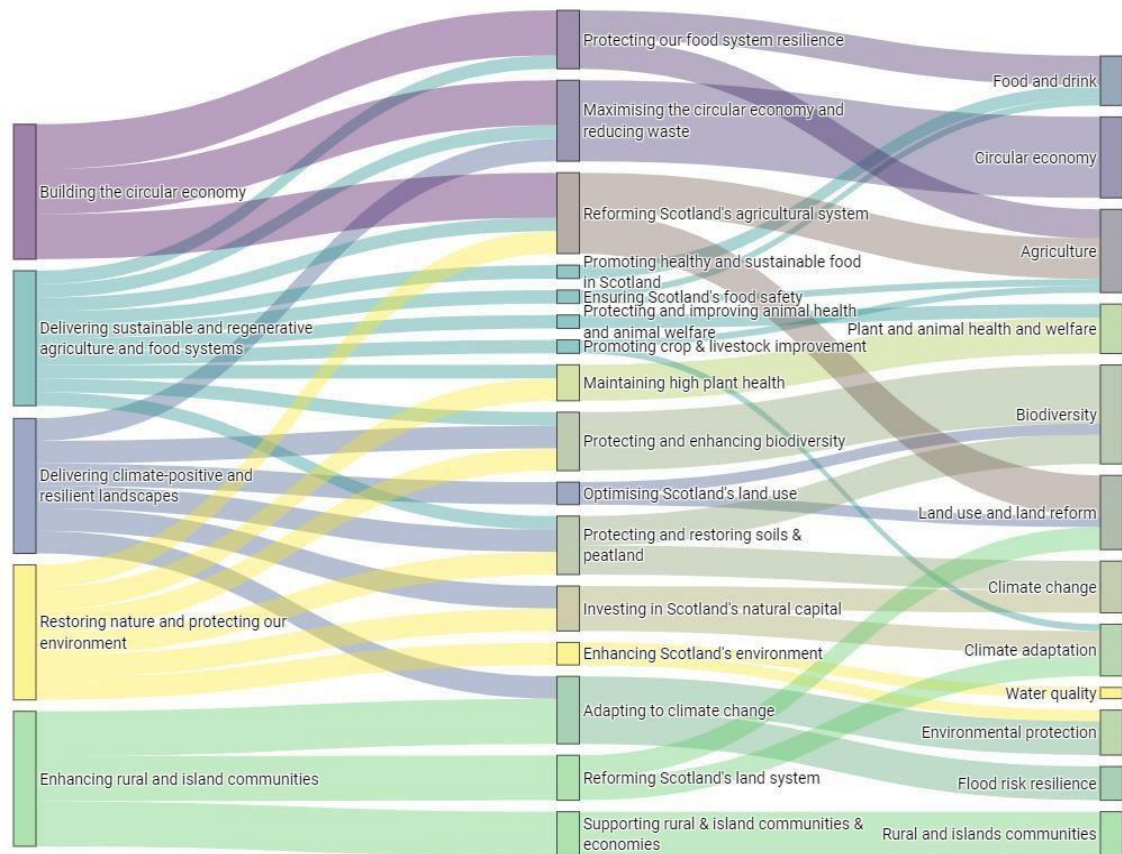 Building the circular economy
Delivering sustainable and regenerative
agriculture and food systems
Delivering climate-positive and
resilient landscapes
Restoring nature and protecting our
environment
Enhancing rural and island communities
Protecting our food system resilience
Maximising the circular economy and
reducing waste
Reforming Scotland's agricultural system
Promoting healthy and sustainable food
in Scotland
Ensuring Scotland's food safety
Protecting and improving animal health
and animal welfare
Promoting crop & livestock improvement
Maintaining high plant health
Protecting and enhancing biodiversity
Optimising Scotland's land use
Protecting and restoring soils &
peatland
Investing in Scotland's natural capital
Enhancing Scotland's environment
Adapting to climate change
Reforming Scotland's land system
Supporting rural & island communities &
economies
Food and drink
Circular economy
Agriculture
Plant and animal health and welfare
Biodiversity
Land use and land reform
Climate change
Climate adaptation
Water quality
Environmental protection
Flood risk resilience
Rural and islands communities